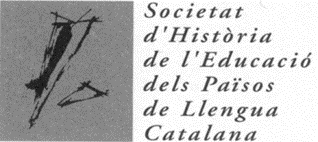 Societat
d'Història
de l'Educació
dels Països
de Llengua
Catalana